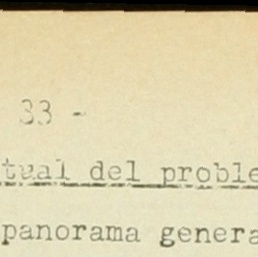 33 -
tual del proble
panorama genera